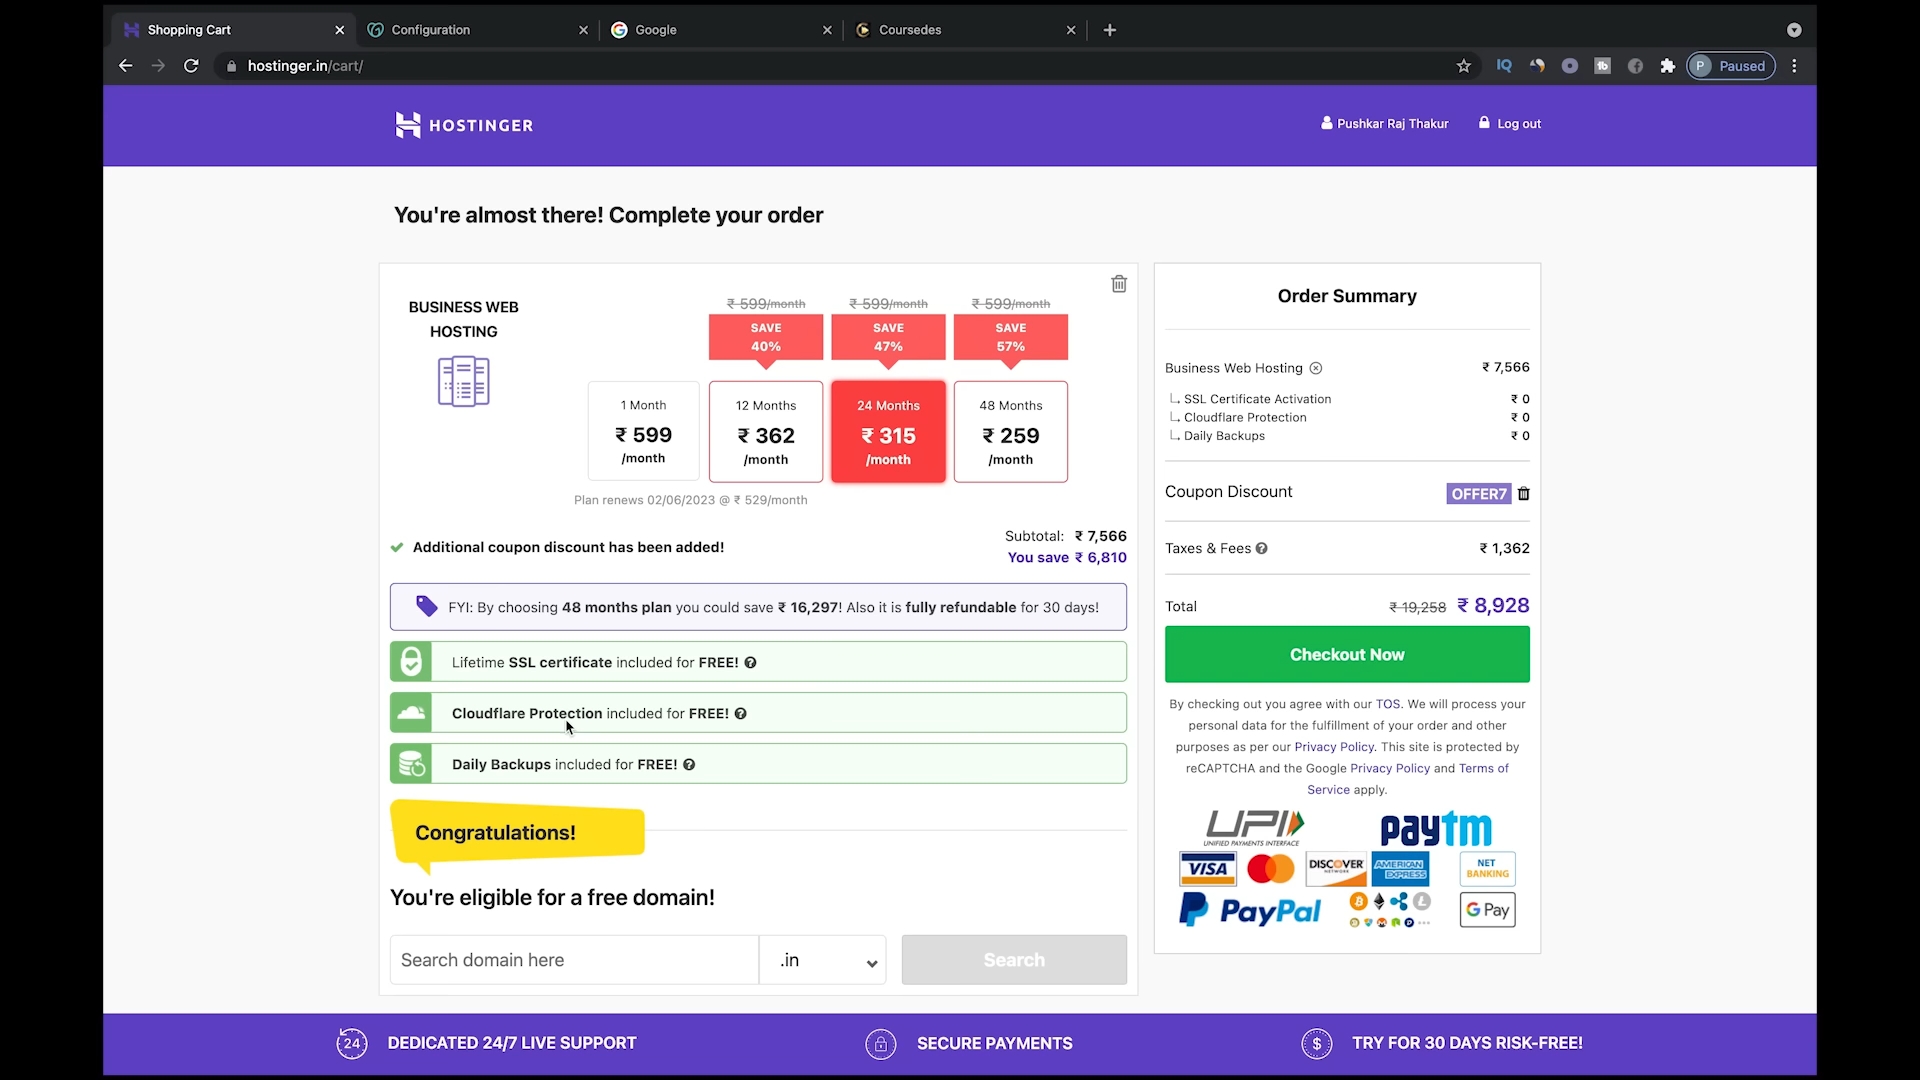 Shopping Cart
Configuration
Google
Coursedes
hostinger.in/cart/
IQ
tb
P Paused
HOSTINGER
Pushkar Raj Thakur
Log out
You're almost there! Complete your order
BUSINESS WEB
HOSTING
₹ 599/month
₹ 599/month
₹ 599/month
SAVE
40%
SAVE
47%
SAVE
57%
1 Month
₹ 599
/month
12 Months
₹ 362
/month
24 Months
₹ 315
/month
48 Months
₹ 259
/month
Plan renews 02/06/2023 @ ₹ 529/month
Additional coupon discount has been added!
Subtotal: ₹ 7,566
You save ₹ 6,810
FYI: By choosing 48 months plan you could save ₹ 16,297! Also it is fully refundable for 30 days!
Lifetime SSL certificate included for FREE!
Cloudflare Protection included for FREE!
Daily Backups included for FREE!
Congratulations!
You're eligible for a free domain!
Search domain here
.in
Search
Order Summary
Business Web Hosting ₹ 7,566
SSL Certificate Activation ₹ 0
Cloudflare Protection ₹ 0
Daily Backups ₹ 0
Coupon Discount OFFER7
Taxes & Fees ₹ 1,362
Total ₹ 19,258 ₹ 8,928
Checkout Now
By checking out you agree with our TOS. We will process your
personal data for the fulfillment of your order and other
purposes as per our Privacy Policy. This site is protected by
reCAPTCHA and the Google Privacy Policy and Terms of
Service apply.
UPI
UNIFIED PAYMENTS INTERFACE
paytm
VISA
DISCOVER
NETWORK
AMERICAN
EXPRESS
NET
BANKING
PayPal
G Pay
24
DEDICATED 24/7 LIVE SUPPORT
SECURE PAYMENTS
$
TRY FOR 30 DAYS RISK-FREE!